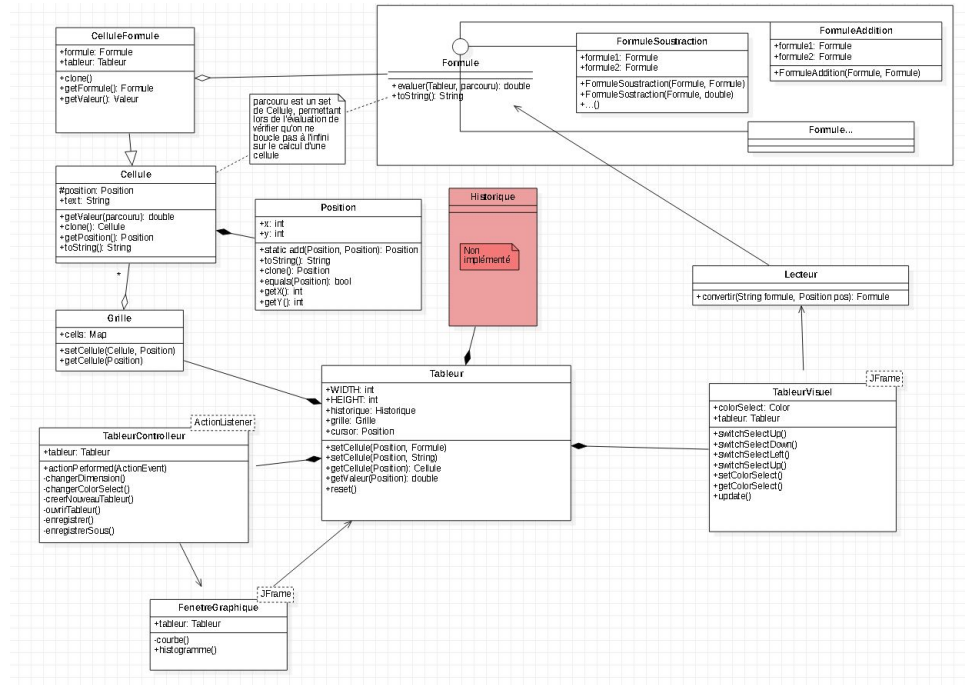 CelluleFormule
+formule: Formule
+tableur: Tableur
+clone()
+getFormule(): Formule
+getValeur(): Valeur
parcouru est un set
de Cellule, permettant
lors de l'évaluation de
vérifier qu'on ne
boucle pas à l'infini
sur le calcul d'une
cellule
Formule
+evaluer(Tableur, parcouru): double
+toString(): String
FormuleSoustraction
+formule1: Formule
+formule2: Formule
+FormuleSoustraction(Formule, Formule)
+FormuleSostraction(Formule, double)
+...()
FormuleAddition
+formule1: Formule
+formule2: Formule
+FormuleAddition(Formule, Formule)
Formule...
Cellule
#position: Position
+text: String
+getValeur(parcouru): double
+clone(): Cellule
+getPosition(): Position
+toString(): String
*
Position
+x: int
+y: int
+static add(Position, Position): Position
+toString(): String
+clone(): Position
+equals(Position): bool
+getX(): int
+getY(): int
Historique
Non
implémenté
Lecteur
+convertir(String formule, Position pos): Formule
Grille
+cells: Map
+setCellule(Cellule, Position)
+getCellule(Position)
Tableur
+WIDTH: int
+HEIGHT: int
+historique: Historique
+grille: Grille
+cursor: Position
+setCellule(Position, Formule)
+setCellule(Position, String)
+getCellule(Position): Cellule
+getValeur(Position): double
+reset()
JFrame
TableurVisuel
+colorSelect: Color
+tableur: Tableur
+switchSelectUp()
+switchSelectDown()
+switchSelectLeft()
+switchSelectUp()
+setColorSelect()
+getColorSelect()
+update()
ActionListener
TableurControlleur
+tableur: Tableur
+actionPerformed(ActionEvent)
-changerDimension()
-changerColorSelect()
-creerNouveauTableur()
-ouvrirTableur()
-enregistrer()
-enregistrerSous()
JFrame
FenetreGraphique
+tableur: Tableur
-courbe()
+histogramme()